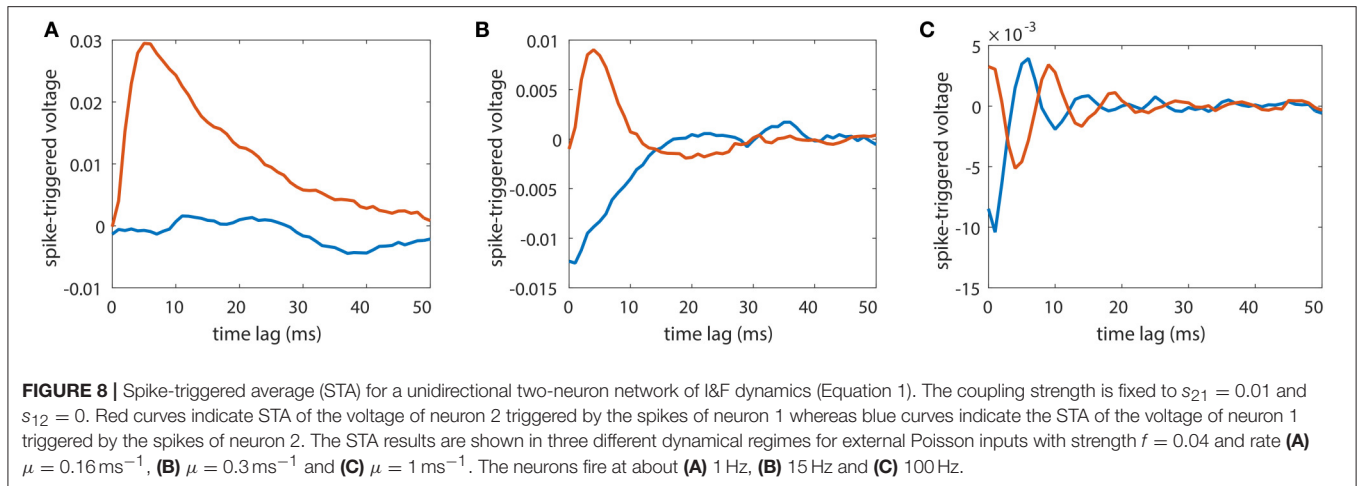 A
B
C
0.03
0.02
0.01
0
-0.01
spike-triggered voltage
0 10 20 30 40 50
time lag (ms)
0.01
0.005
0
-0.005
-0.01
-0.015
spike-triggered voltage
0 10 20 30 40 50
time lag (ms)
× 10⁻³
5
0
-5
-10
-15
spike-triggered voltage
0 10 20 30 40 50
time lag (ms)
FIGURE 8 | Spike-triggered average (STA) for a unidirectional two-neuron network of I&F dynamics (Equation 1). The coupling strength is fixed to s₂₁ = 0.01 and
s₁₂ = 0. Red curves indicate STA of the voltage of neuron 2 triggered by the spikes of neuron 1 whereas blue curves indicate the STA of the voltage of neuron 1
triggered by the spikes of neuron 2. The STA results are shown in three different dynamical regimes for external Poisson inputs with strength f = 0.04 and rate (A)
μ = 0.16 ms⁻¹, (B) μ = 0.3 ms⁻¹ and (C) μ = 1 ms⁻¹. The neurons fire at about (A) 1 Hz, (B) 15 Hz and (C) 100 Hz.